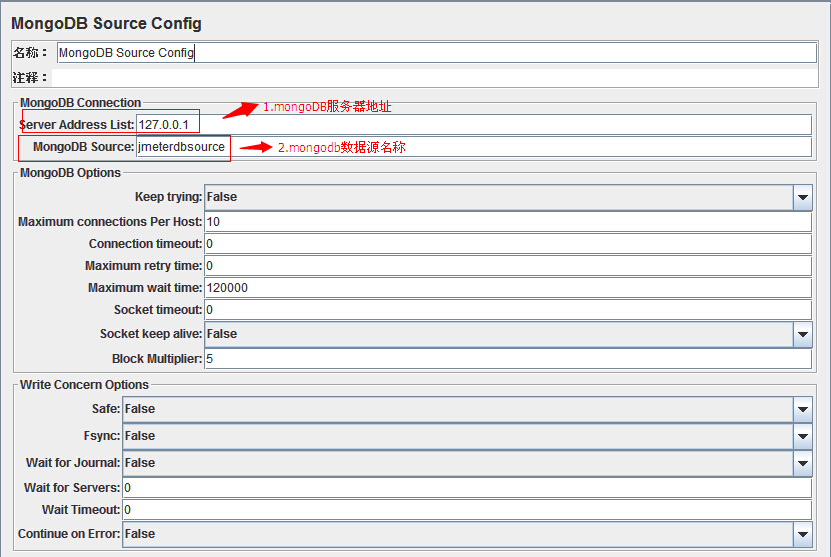 MongoDB Source Config
名称： MongoDB Source Config
注释：
MongoDB Connection
1.mongoDB服务器地址
Server Address List: 127.0.0.1
MongoDB Source: jmeterdbsource 2.mongodb数据源名称
MongoDB Options
Keep trying: False
Maximum connections Per Host: 10
Connection timeout: 0
Maximum retry time: 0
Maximum wait time: 120000
Socket timeout: 0
Socket keep alive: False
Block Multiplier: 5
Write Concern Options
Safe: False
Fsync: False
Wait for Journal: False
Wait for Servers: 0
Wait Timeout: 0
Continue on Error: False